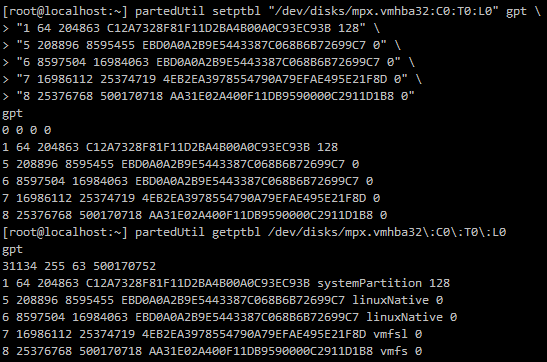 [root@localhost:~] partedUtil setptbl "/dev/disks/mpx.vmhba32:C0:T0:L0" gpt \
> "1 64 204863 C12A7328F81F11D2BA4B00A0C93EC93B 128" \
> "5 208896 8595455 EBD0A0A2B9E5443387C068B6B72699C7 0" \
> "6 8597504 16984063 EBD0A0A2B9E5443387C068B6B72699C7 0" \
> "7 16986112 25374719 4EB2EA3978554790A79EFAE495E21F8D 0" \
> "8 25376768 500170718 AA31E02A400F11DB9590000C2911D1B8 0"
gpt
0 0 0 0
1 64 204863 C12A7328F81F11D2BA4B00A0C93EC93B 128
5 208896 8595455 EBD0A0A2B9E5443387C068B6B72699C7 0
6 8597504 16984063 EBD0A0A2B9E5443387C068B6B72699C7 0
7 16986112 25374719 4EB2EA3978554790A79EFAE495E21F8D 0
8 25376768 500170718 AA31E02A400F11DB9590000C2911D1B8 0
[root@localhost:~] partedUtil getptbl /dev/disks/mpx.vmhba32\:C0\:T0\:L0
gpt
31134 255 63 500170752
1 64 204863 C12A7328F81F11D2BA4B00A0C93EC93B systemPartition 128
5 208896 8595455 EBD0A0A2B9E5443387C068B6B72699C7 linuxNative 0
6 8597504 16984063 EBD0A0A2B9E5443387C068B6B72699C7 linuxNative 0
7 16986112 25374719 4EB2EA3978554790A79EFAE495E21F8D vmfsl 0
8 25376768 500170718 AA31E02A400F11DB9590000C2911D1B8 vmfs 0